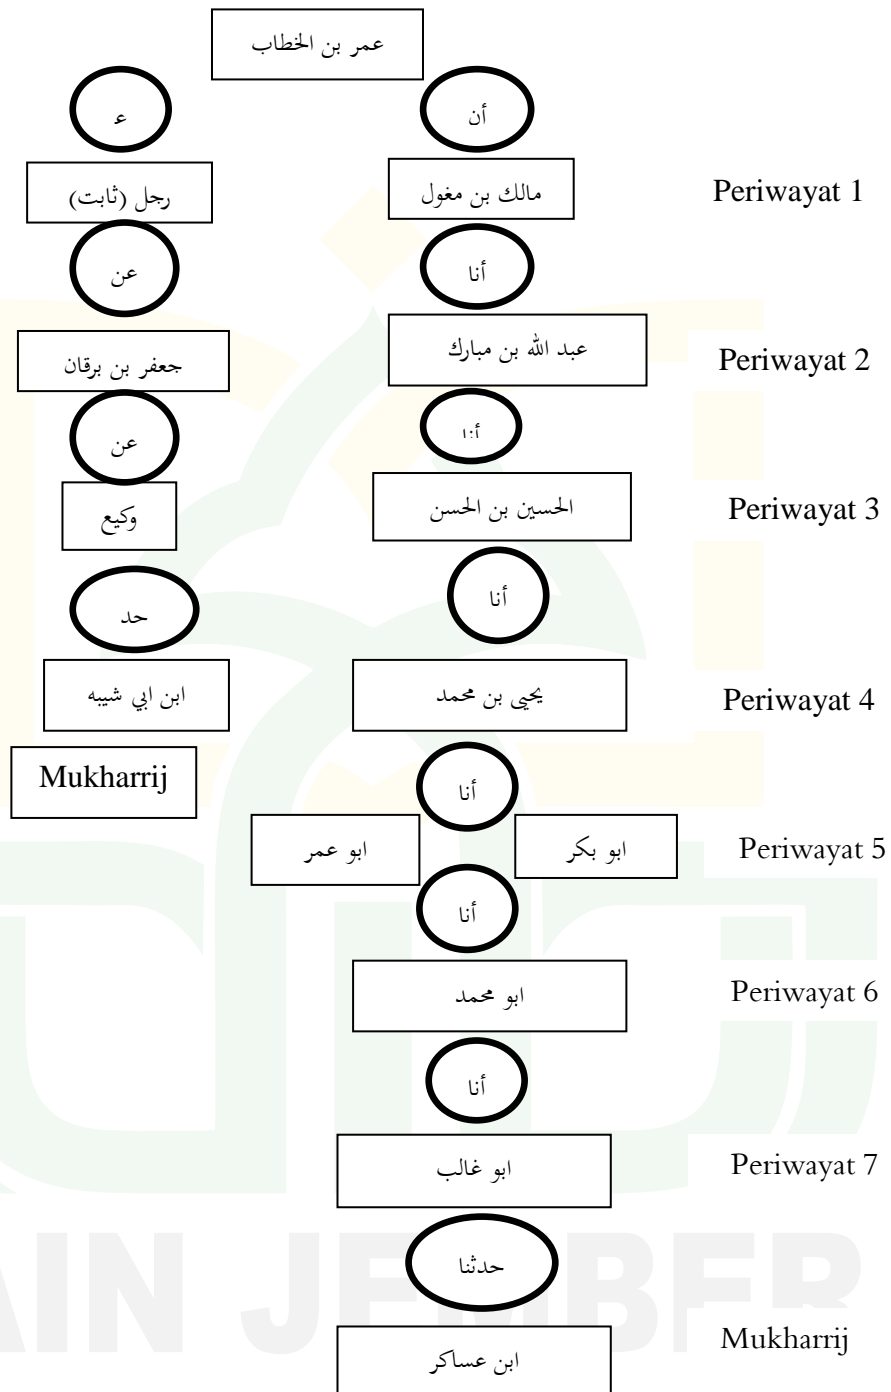 عمر بن الخطاب
ع
أن
رجل (ثابت)
مالك بن مغول
Periwayat 1
عن
أنا
جعفر بن برقان
عبد الله بن مبارك
Periwayat 2
عن
أنا
وكيع
الحسين بن الحسن
Periwayat 3
حد
أنا
ابن ابي شيبه
يحيى بن محمد
Periwayat 4
Mukharrij
أنا
ابو عمر
ابو بكر
Periwayat 5
أنا
ابو محمد
Periwayat 6
أنا
ابو غالب
Periwayat 7
حدثنا
ابن عساكر
Mukharrij
AIN JEMBER